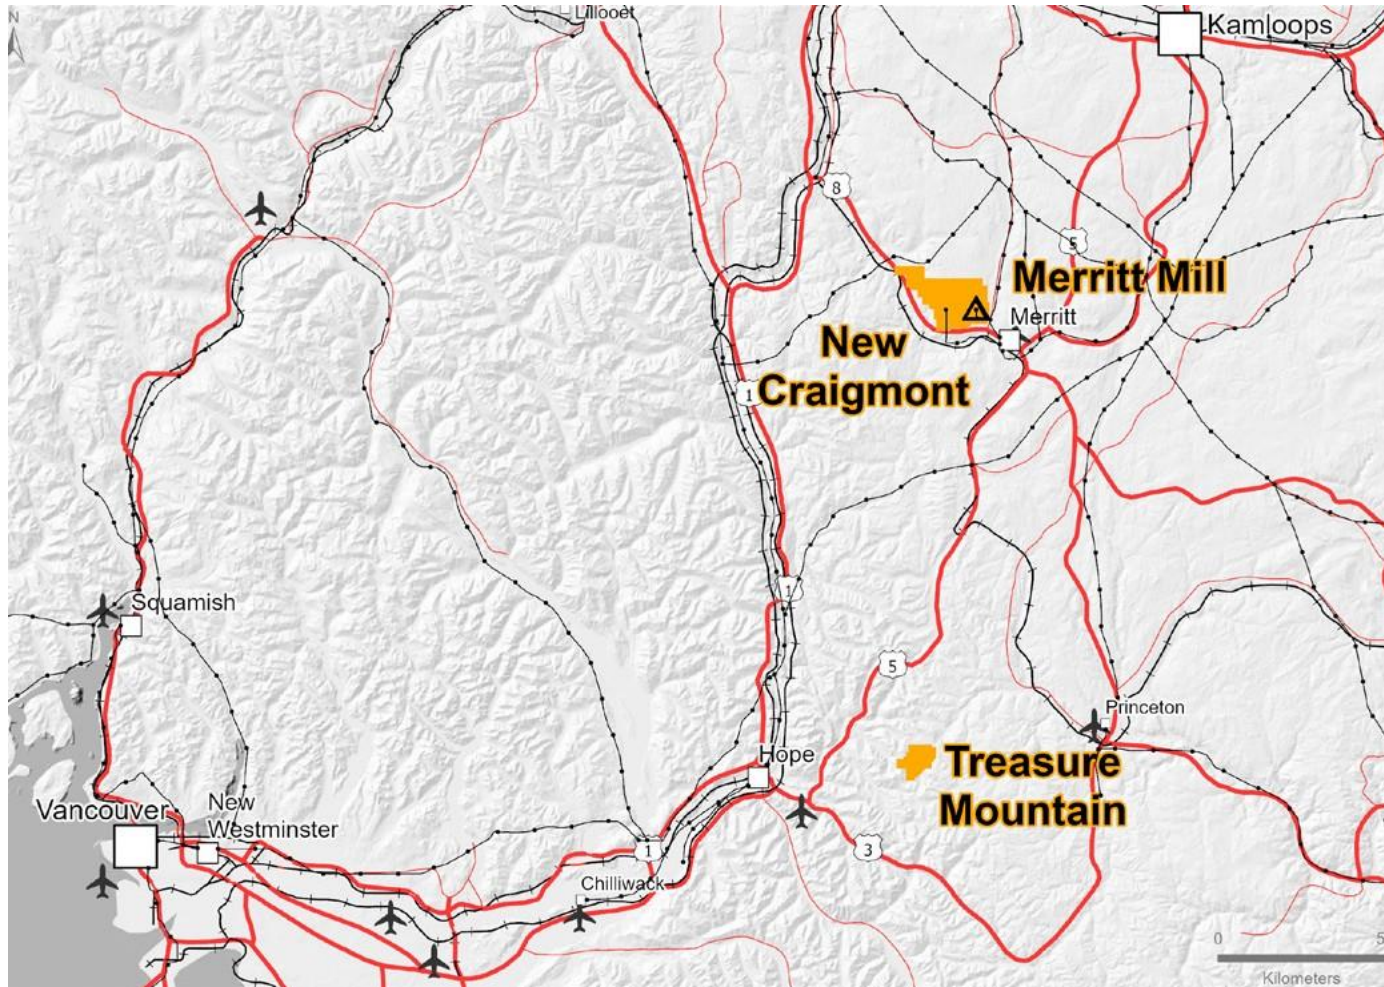 N
Lillooet
Kamloops
8
5
Merritt Mill
Merritt
New
Craigmont
1
1
Squamish
5
Princeton
Hope
Treasure
Mountain
Vancouver
New
Westminster
1
3
Chilliwack
0
5
Kilometers